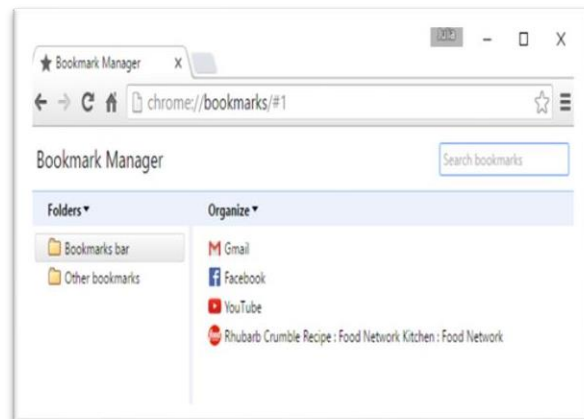 Julia
Bookmark Manager
chrome://bookmarks/#1
Bookmark Manager
Search bookmarks
Folders
Organize
Bookmarks bar
Other bookmarks
Gmail
Facebook
YouTube
Rhubarb Crumble Recipe : Food Network Kitchen : Food Network